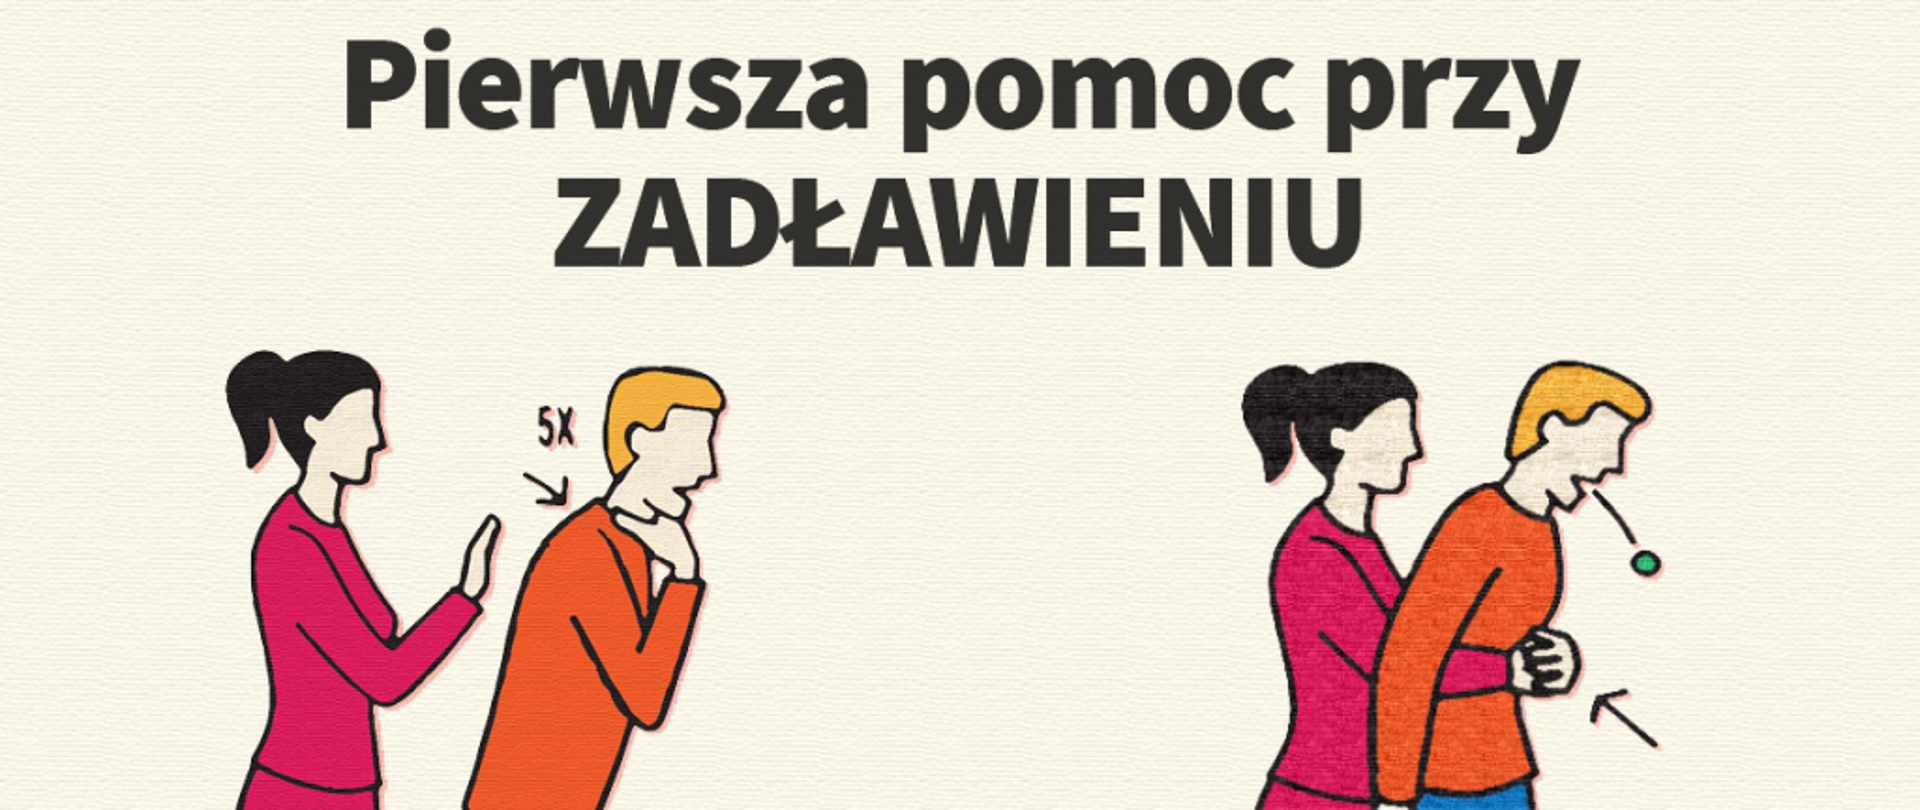 Pierwsza pomoc przy
ZADŁAWIENIU
5X